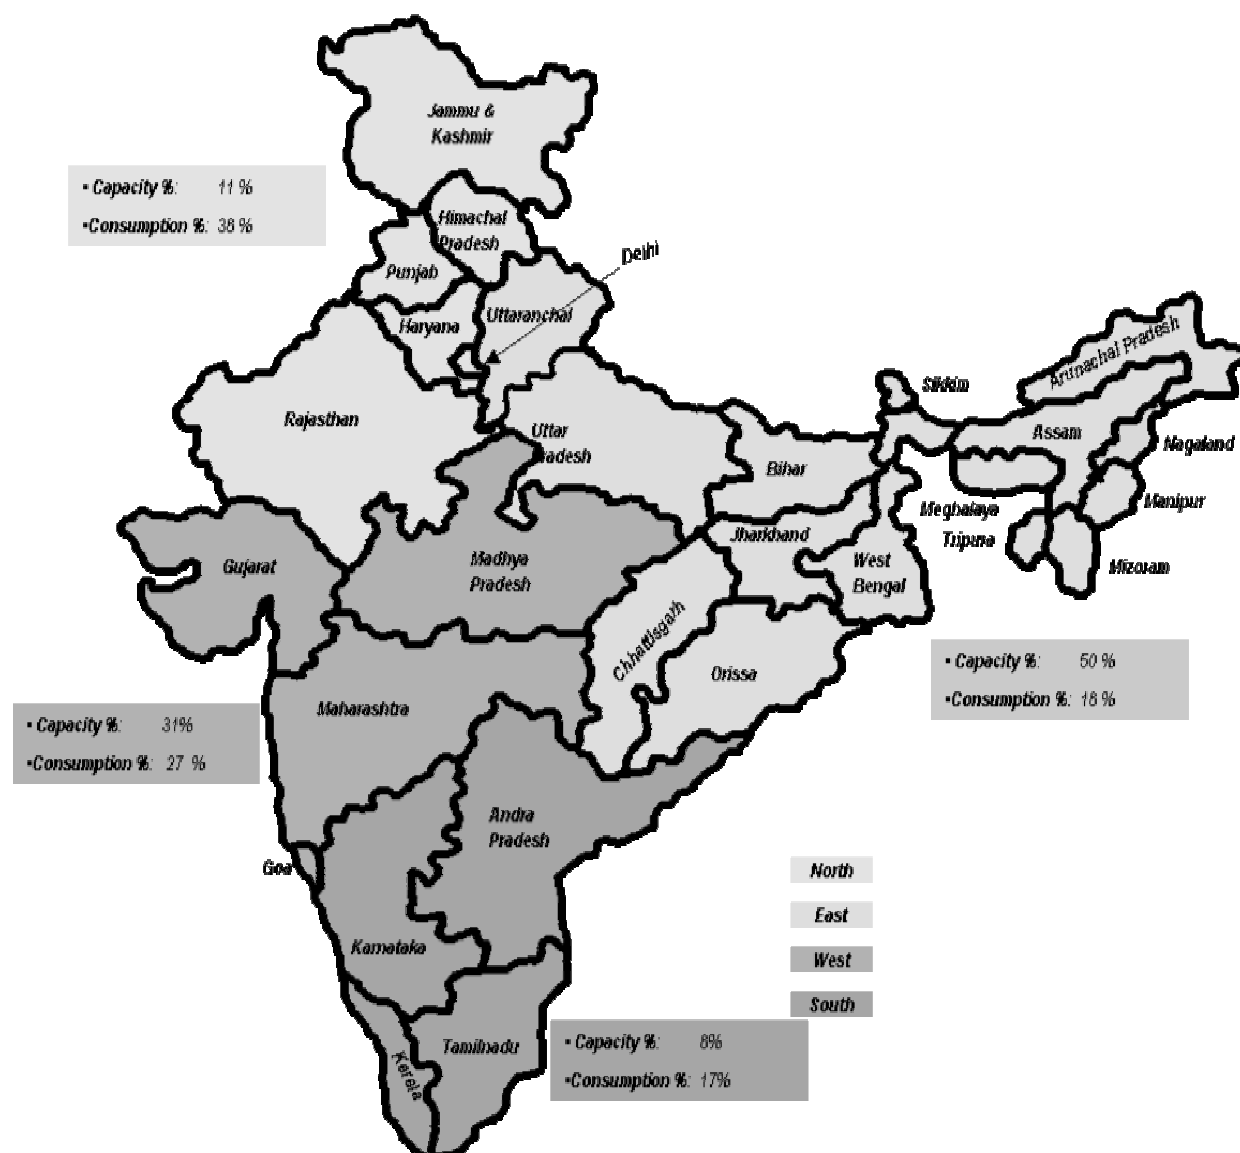 Jammu &
Kashmir
▪ Capacity %: 11 %
▪Consumption %: 38 %
Himachal
Pradesh
Delhi
Punjab
Uttaranchal
Haryana
Arunachal Pradesh
Sikkim
Rajasthan
Uttar
Pradesh
Assam
Nagaland
Bihar
Manipur
Meghalaya
Jharkhand
Tripura
Gujarat
Madhya
Pradesh
West
Bengal
Mizoram
Chhattisgarh
Orissa
▪ Capacity %: 50 %
▪Consumption %: 18 %
Maharashtra
▪ Capacity %: 31%
▪Consumption %: 27 %
Andra
Pradesh
Goa
North
East
Karnataka
West
South
Tamilnadu
Kerela
▪ Capacity %: 8%
▪Consumption %: 17%